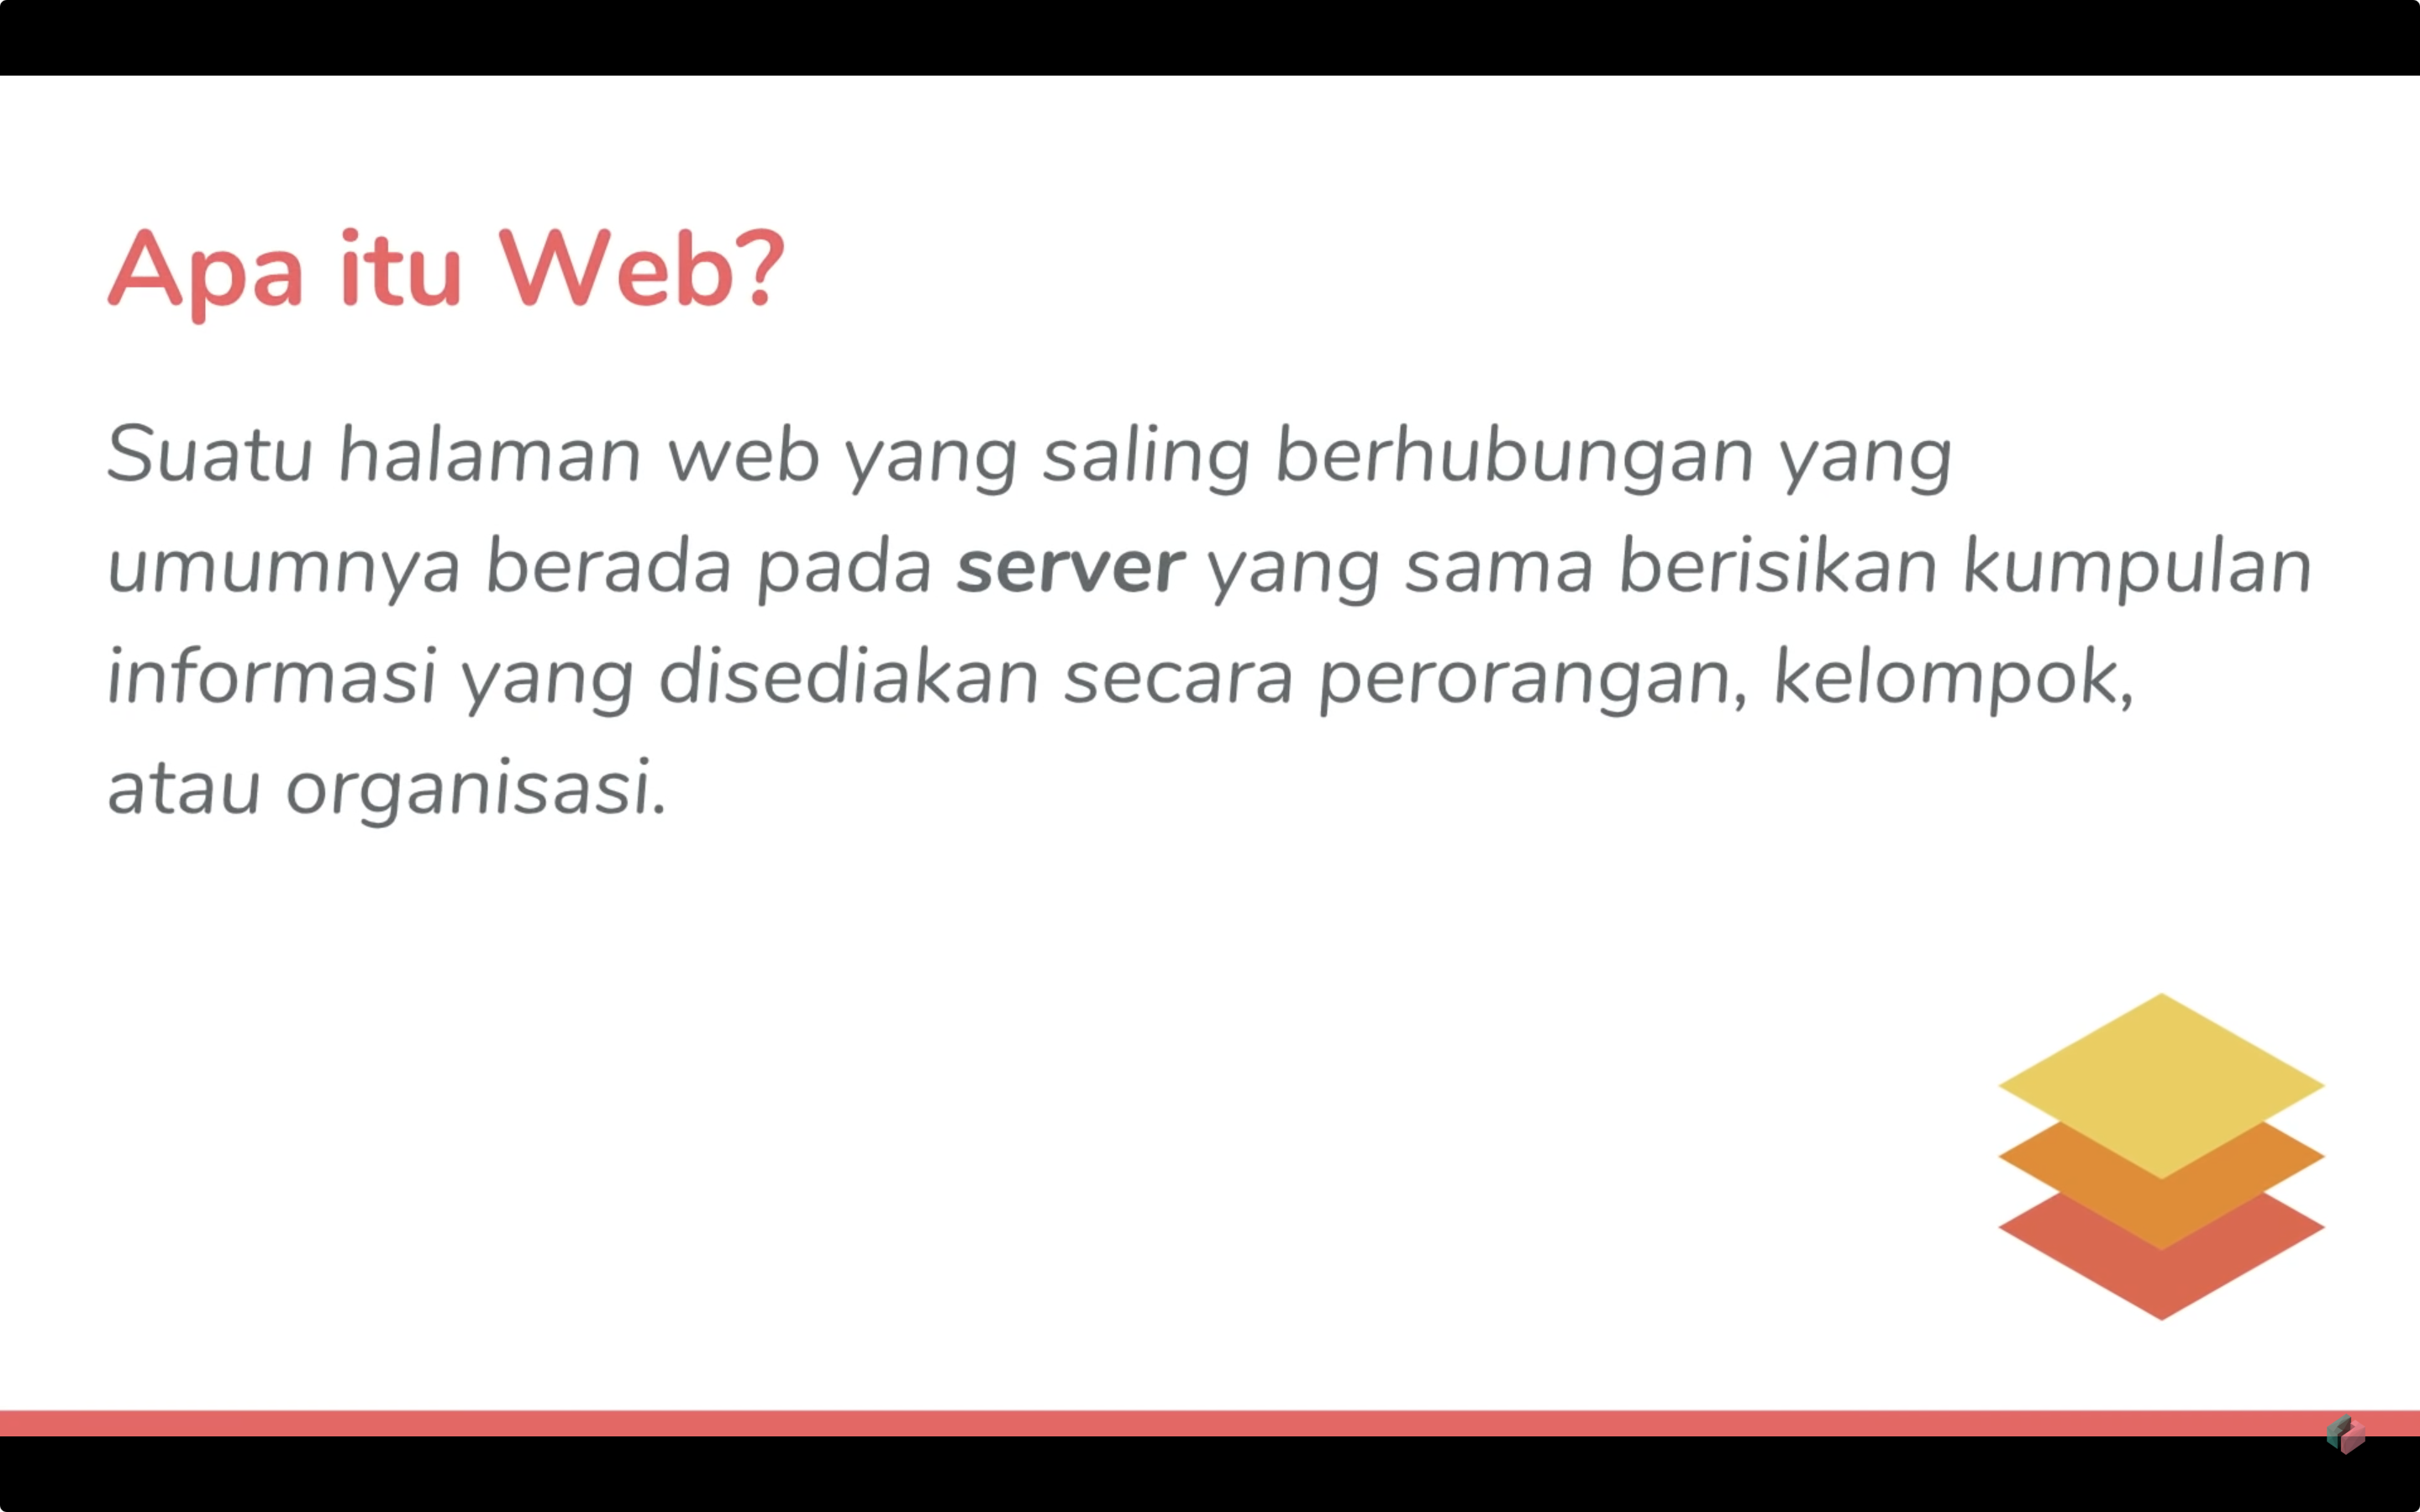 Apa itu Web?
Suatu halaman web yang saling berhubungan yang
umumnya berada pada server yang sama berisikan kumpulan
informasi yang disediakan secara perorangan, kelompok,
atau organisasi.